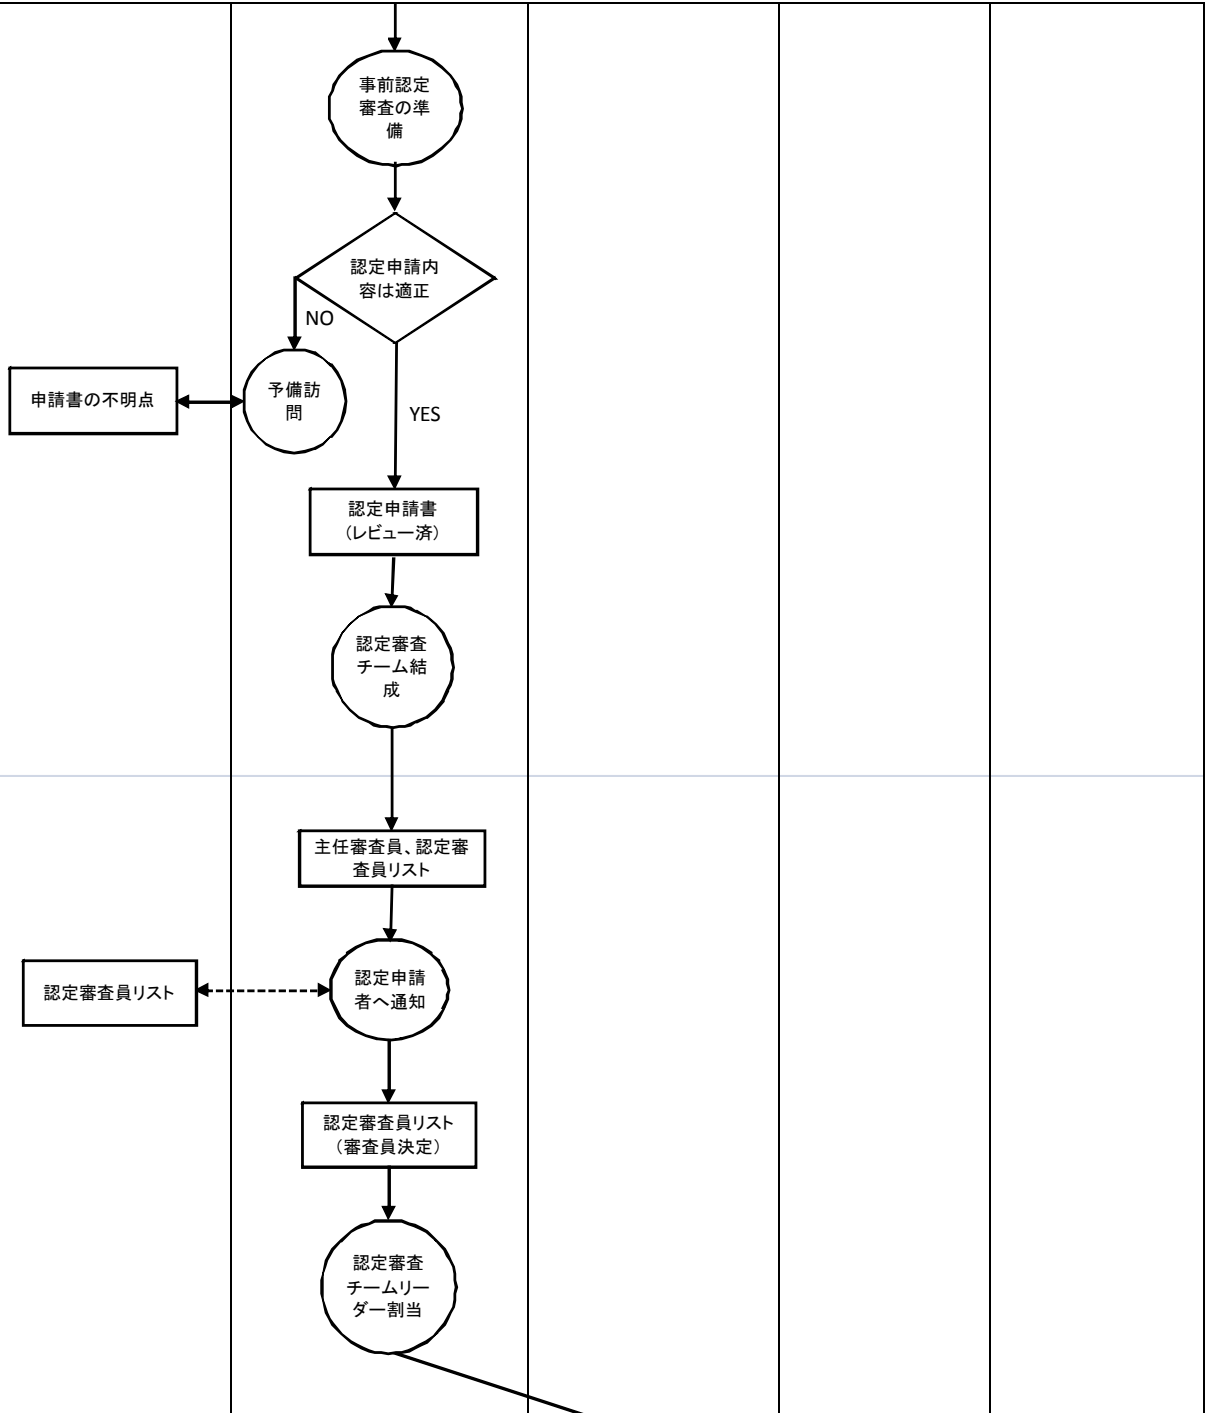 事前認定
審査の準
備
認定申請内
容は適正
NO
予備訪
問
申請書の不明点
YES
認定申請書
（レビュー済）
認定審査
チーム結
成
主任審査員、認定審
査員リスト
認定申請
者へ通知
認定審査員リスト
認定審査員リスト
（審査員決定）
認定審査
チームリー
ダー割当